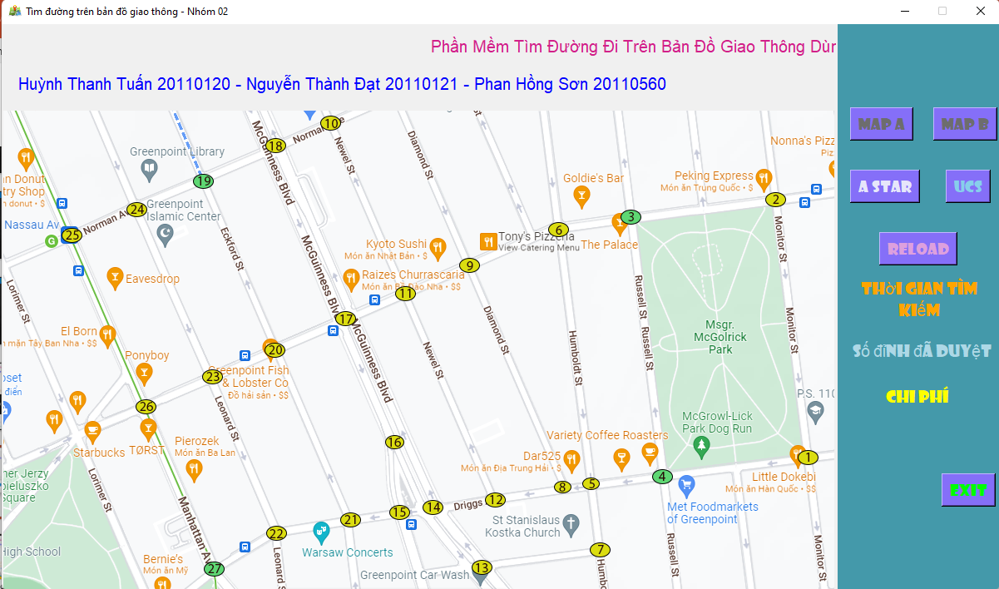 Tìm đường trên bản đồ giao thông - Nhóm 02
Phần Mềm Tìm Đường Đi Trên Bản Đồ Giao Thông Dùn
Huỳnh Thanh Tuấn 20110120 - Nguyễn Thành Đạt 20110121 - Phan Hồng Sơn 20110560
MAP A
MAP B
A STAR
UCS
RELOAD
THờI GIAN TÌM
KIếM
Số đỉNH đÃ DUYệT
CHI PHÍ
EXIT
10
18
19
24
25
2
3
6
9
11
17
20
23
26
16
1
4
5
8
12
14
15
21
22
27
13
7
Norman Av
McGuinness Blvd
Newel St
Diamond St
Greenpoint Library
Greenpoint
Islamic Center
Nonna's Pizz
Piz
Peking Express
Món ăn Trung Quốc • $
Goldie's Bar
The Palace
Tony's Pizzeria
View Catering Menu
Kyoto Sushi
Món ăn Nhật Bản • $
Raizes Churrascaria
Món ăn Bồ Đào Nha • $$
n Donut
try Shop
n donut • $
Nassau Av
G
Norman Av
Eckford St
McGuinness Blvd
Eavesdrop
Lorimer St
El Born
món mặn Tây Ban Nha • $$
Ponyboy
Greenpoint Fish
& Lobster Co
Đồ hải sản • $$
McGuinness Blvd
Newel St
Diamond St
Humboldt St
Russell St
Russell St
Monitor St
Monitor St
Msgr.
McGolrick
Park
P.S. 110
McGrowl-Lick
Park Dog Run
Variety Coffee Roasters
Dar525
Món ăn Địa Trung Hải • $
Little Dokebi
Món ăn Hàn Quốc • $$
Met Foodmarkets
of Greenpoint
Leonard St
Starbucks
TØRST
Pierozek
Món ăn Ba Lan
her Jerzy
pieluszko
Square
Lorimer St
Manhattan Av
Driggs
St Stanislaus
Kostka Church
Warsaw Concerts
High School
Bernie's
Món ăn Mỹ
Leonard St
Greenpoint Car Wash
Humbo
Russell St
Monitor St